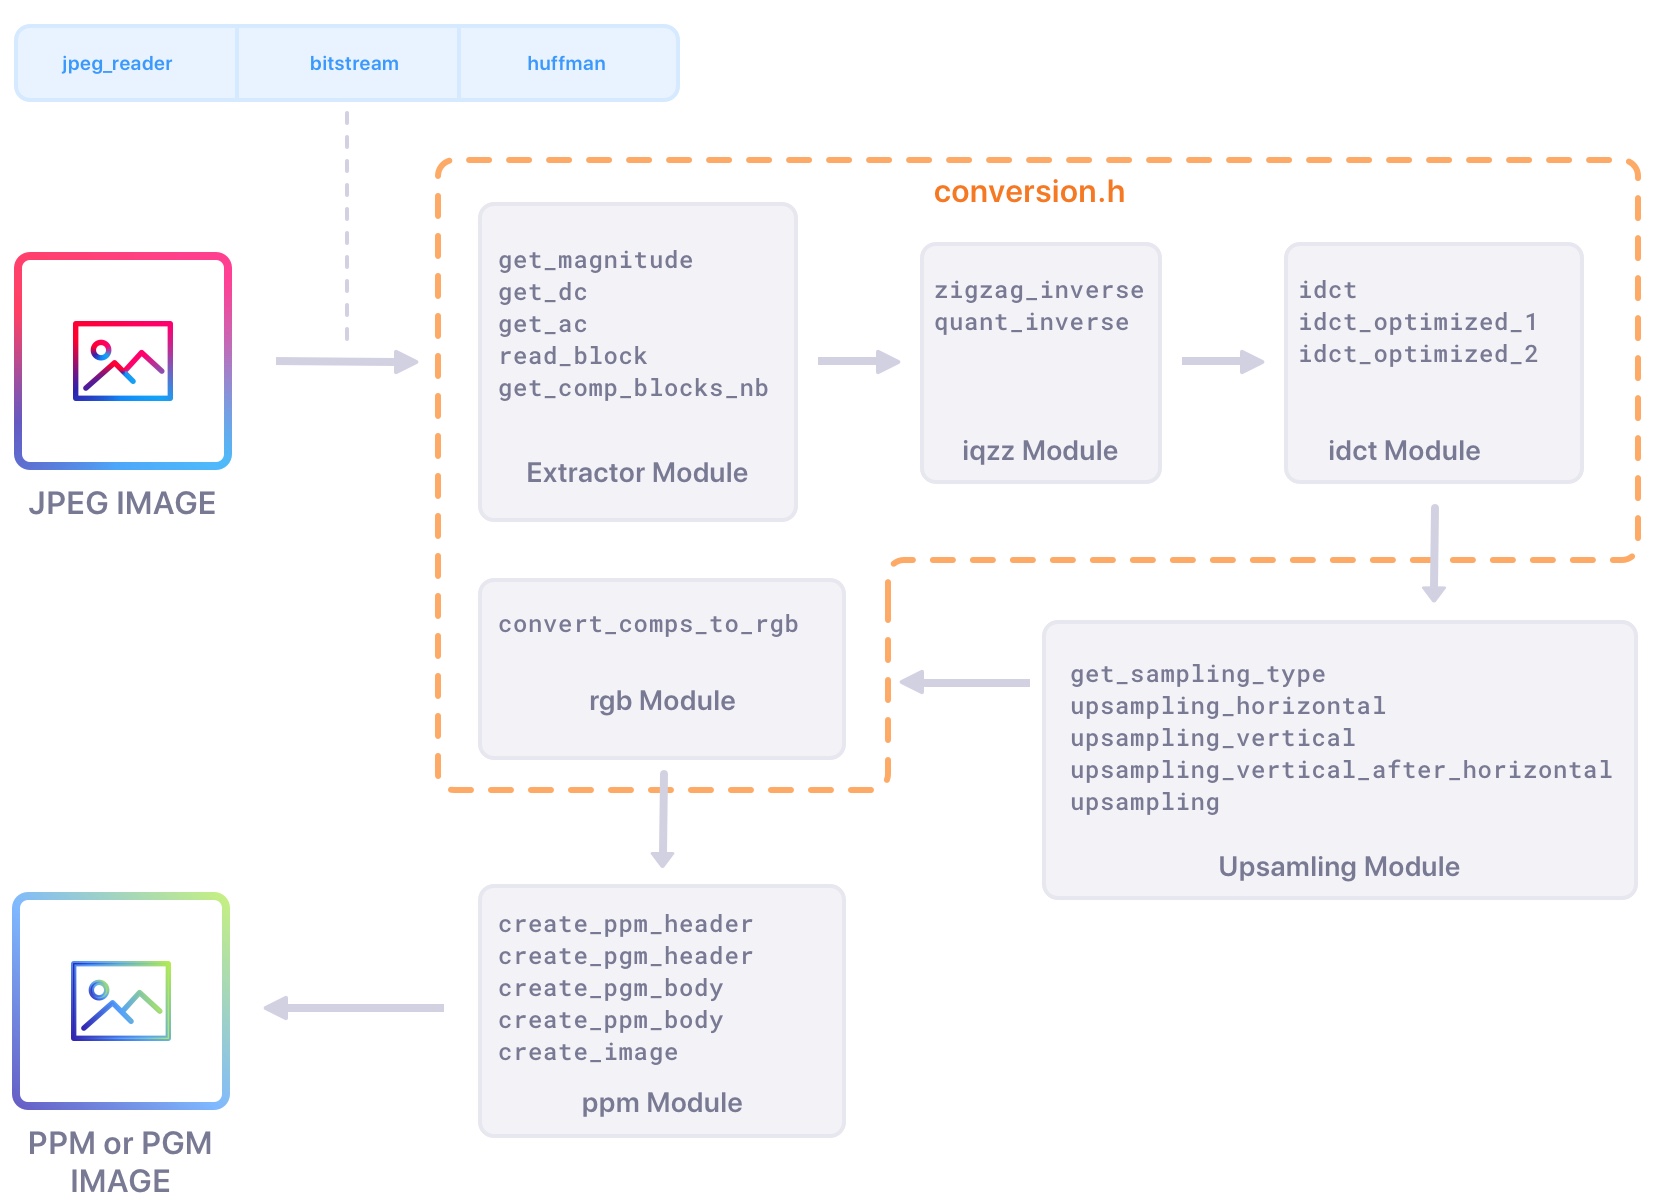 jpeg_reader
bitstream
huffman
conversion.h
get_magnitude
get_dc
get_ac
read_block
get_comp_blocks_nb
Extractor Module
zigzag_inverse
quant_inverse
iqzz Module
idct
idct_optimized_1
idct_optimized_2
idct Module
JPEG IMAGE
convert_comps_to_rgb
rgb Module
get_sampling_type
upsampling_horizontal
upsampling_vertical
upsampling_vertical_after_horizontal
upsampling
Upsamling Module
create_ppm_header
create_pgm_header
create_pgm_body
create_ppm_body
create_image
ppm Module
PPM or PGM
IMAGE